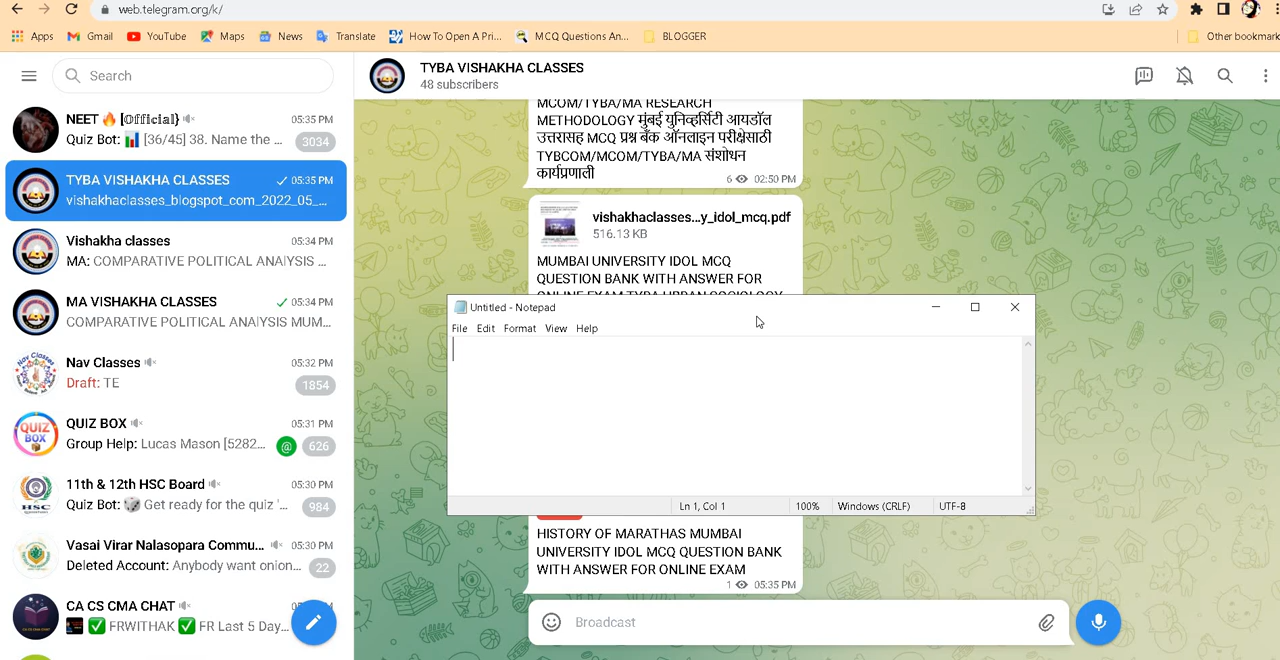 web.telegram.org/k/
Apps Gmail YouTube Maps News Translate How To Open A Pri... MCQ Questions An... BLOGGER Other bookmark
Search
NEET 🔥 [𝕆𝕗𝕗𝕚𝕔𝕚𝕒𝕝} 05:35 PM
Quiz Bot: 📊 [36/45] 38. Name the ... 3034
TYBA VISHAKHA CLASSES 05:35 PM
vishakhaclasses_blogspot_com_2022_05_...
Vishakha classes 05:34 PM
MA: COMPARATIVE POLITICAL ANAlYSIS ...
MA VISHAKHA CLASSES 05:34 PM
COMPARATIVE POLITICAL ANAlYSIS MUM...
Nav Classes 05:32 PM
Draft: TE 1854
QUIZ BOX 05:31 PM
Group Help: Lucas Mason [5282... @ 626
11th & 12th HSC Board 05:30 PM
Quiz Bot: 🎲 Get ready for the quiz '... 984
Vasai Virar Nalasopara Commu... 05:30 PM
Deleted Account: Anybody want onion... 22
CA CS CMA CHAT
✅ FRWITHAK ✅ FR Last 5 Day...
QUIZ
BOX
HSC
TYBA VISHAKHA CLASSES
48 subscribers
MCOM/TYBA/MA RESEARCH
METHODOLOGY मुंबई युनिव्हर्सिटी आयडॉल
उत्तरासह MCQ प्रश्न बँक ऑनलाइन परीक्षेसाठी
TYBCOM/MCOM/TYBA/MA संशोधन
कार्यप्रणाली
6 02:50 PM
vishakhaclasses...y_idol_mcq.pdf
516.13 KB
MUMBAI UNIVERSITY IDOL MCQ
QUESTION BANK WITH ANSWER FOR
ONLINE EXAM TYBA URBAN SOCIOLOGY
Untitled - Notepad
File Edit Format View Help
Ln 1, Col 1 100% Windows (CRLF) UTF-8
HISTORY OF MARATHAS MUMBAI
UNIVERSITY IDOL MCQ QUESTION BANK
WITH ANSWER FOR ONLINE EXAM
1 05:35 PM
Broadcast